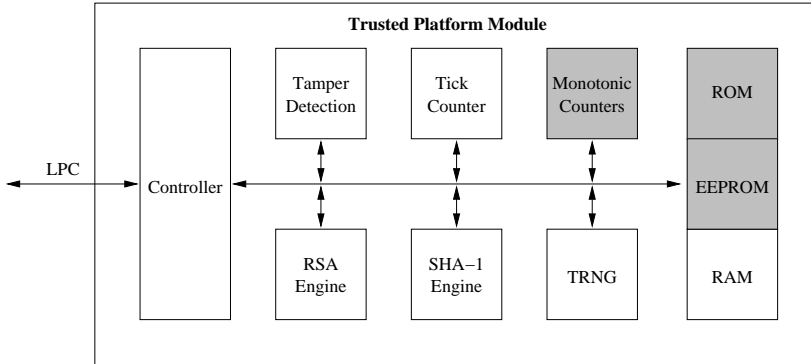 Trusted Platform Module
Tamper
Detection
Tick
Counter
Monotonic
Counters
ROM
LPC
Controller
EEPROM
RSA
Engine
SHA−1
Engine
TRNG
RAM